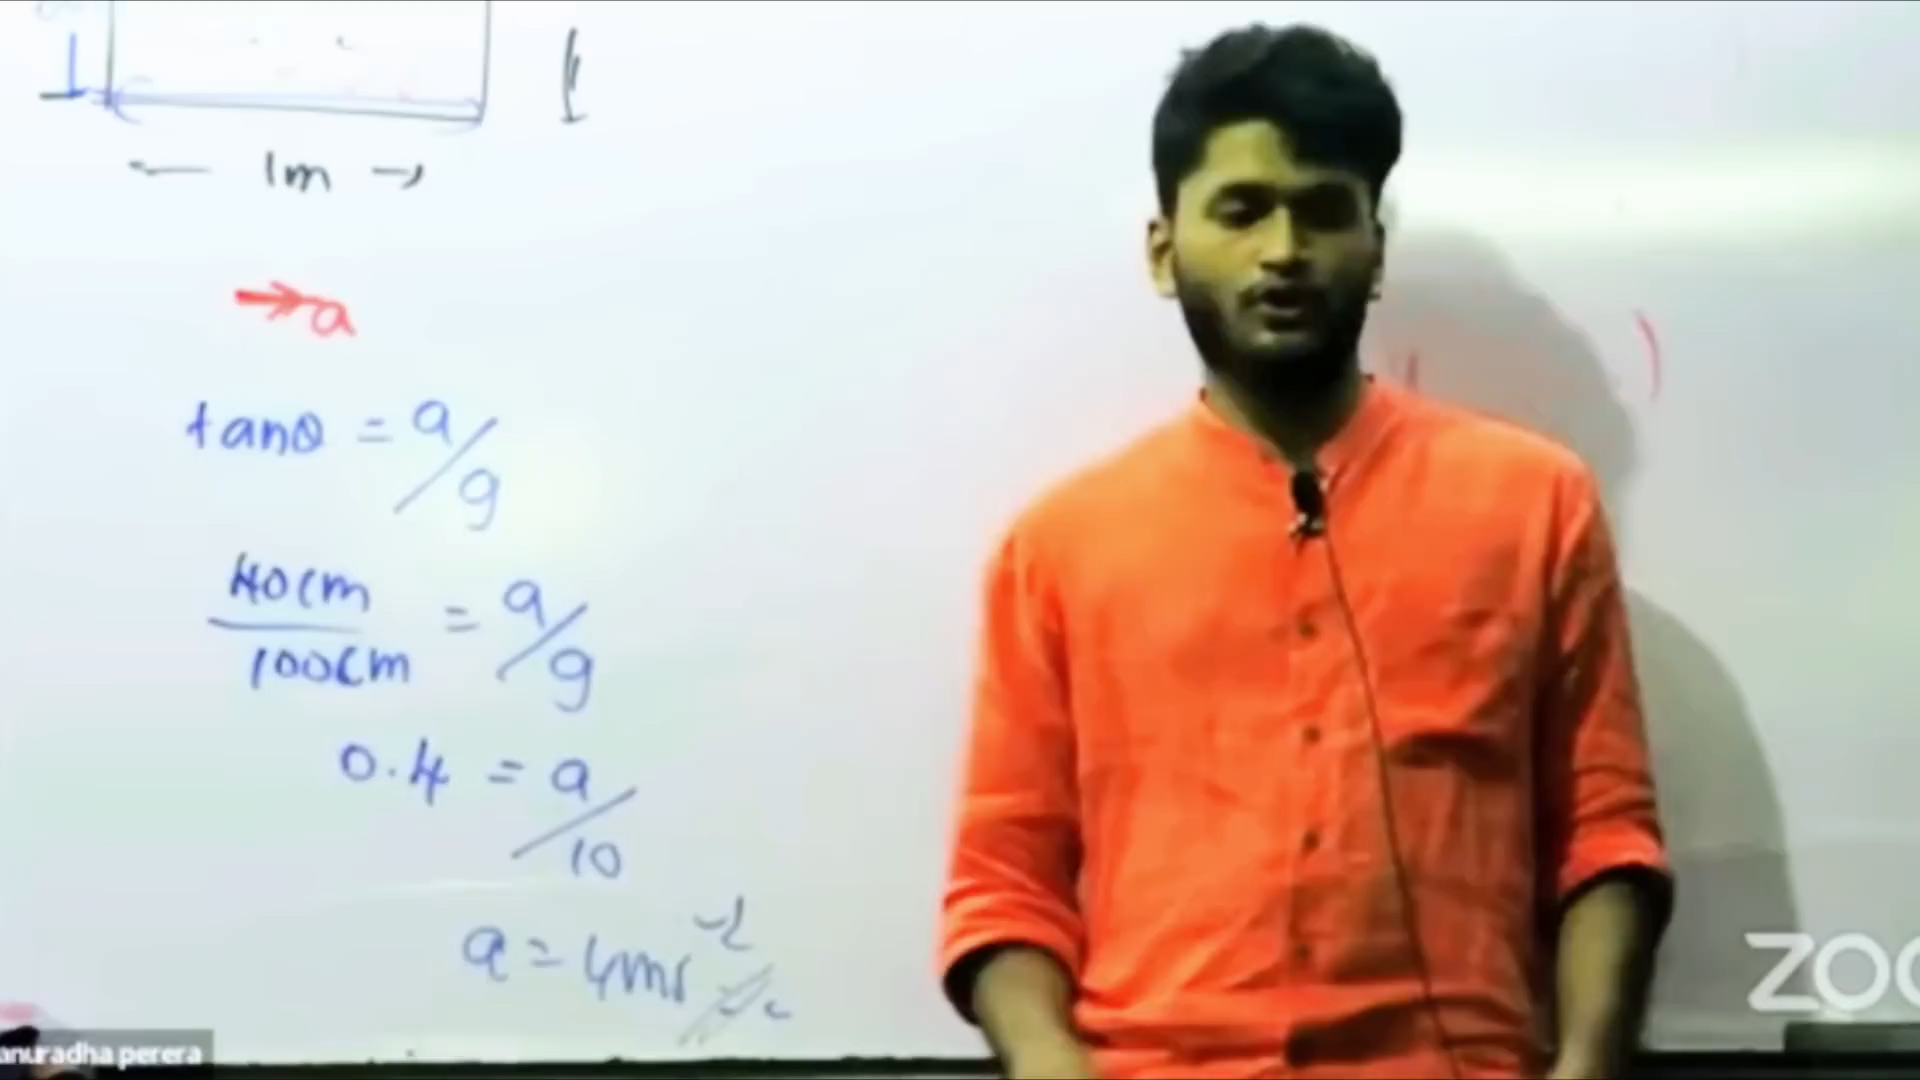 ← 1m →
a
tanθ = a/g
40cm/100cm = a/g
0.4 = a/10
a = 4ms⁻²
ZOO
anuradha perera